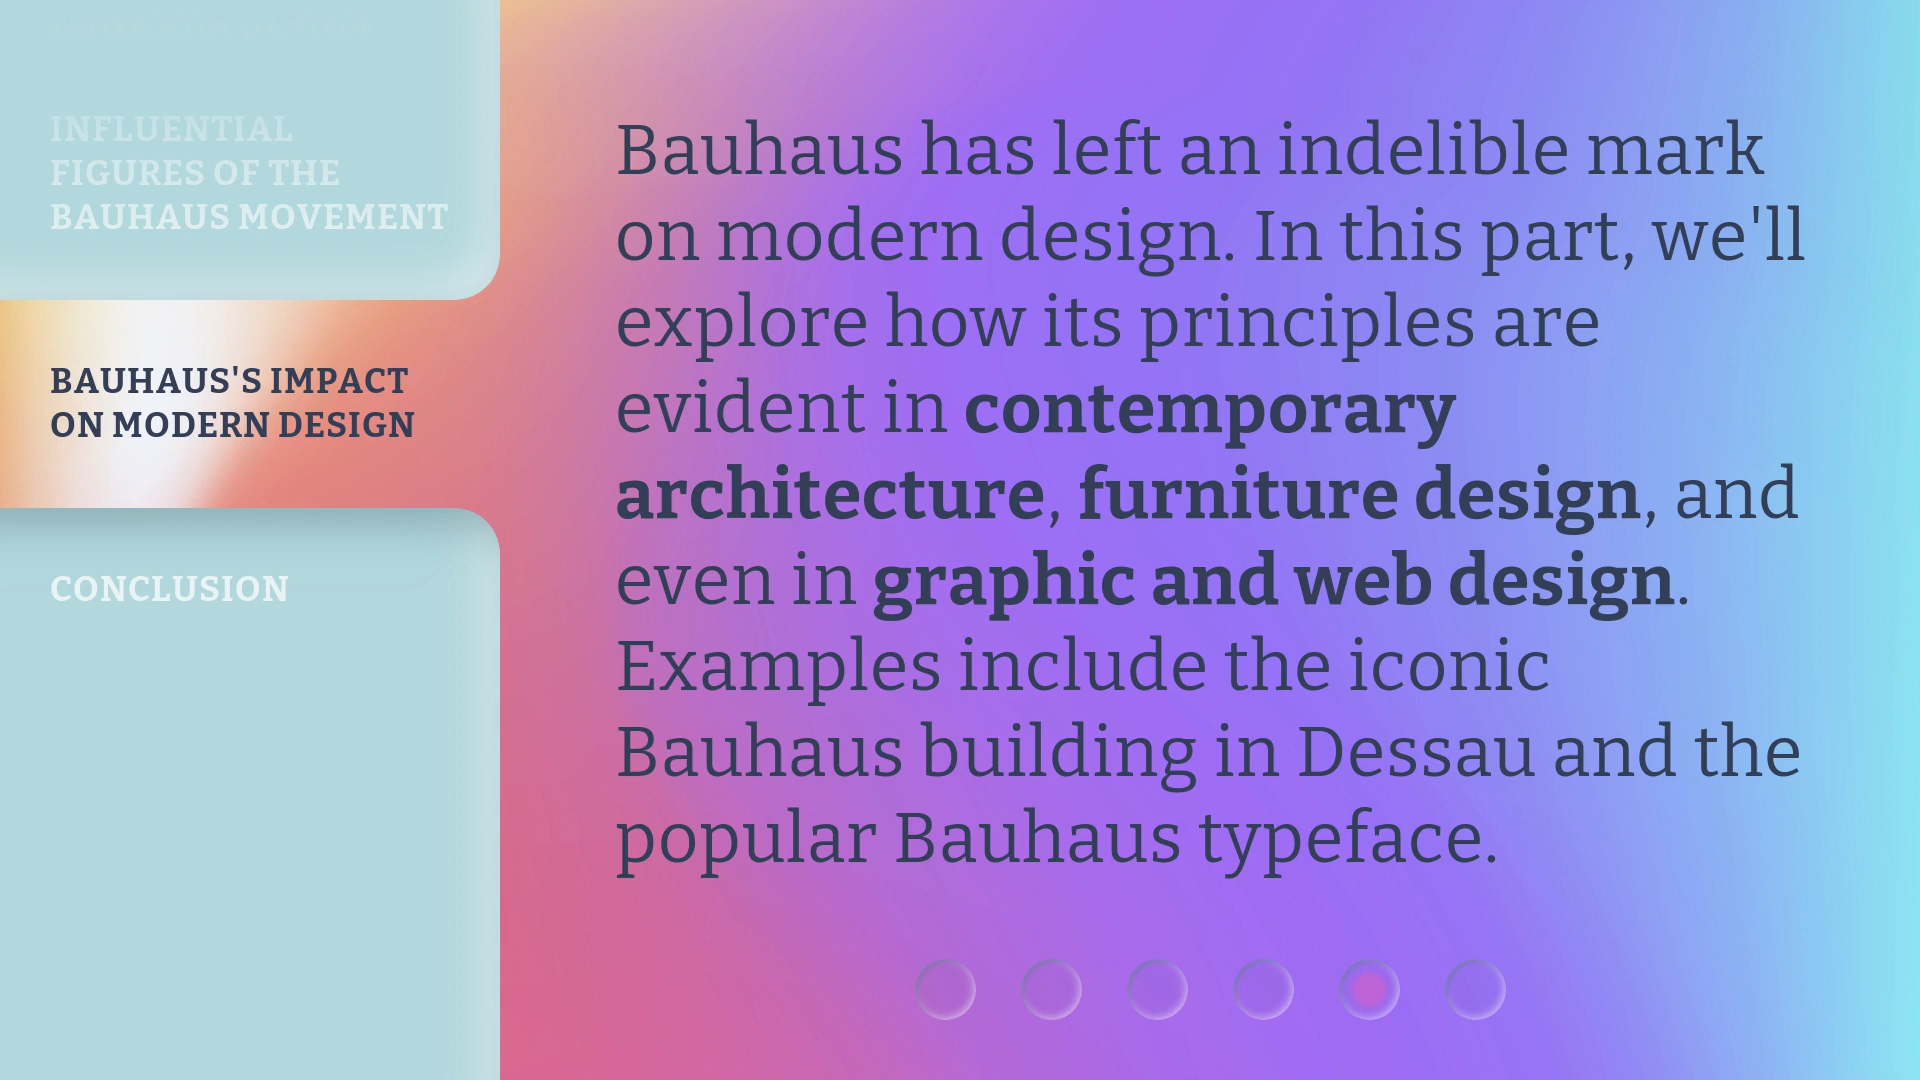 INFLUENTIAL
FIGURES OF THE
BAUHAUS MOVEMENT
BAUHAUS'S IMPACT
ON MODERN DESIGN
CONCLUSION
Bauhaus has left an indelible mark
on modern design. In this part, we'll
explore how its principles are
evident in contemporary
architecture, furniture design, and
even in graphic and web design.
Examples include the iconic
Bauhaus building in Dessau and the
popular Bauhaus typeface.